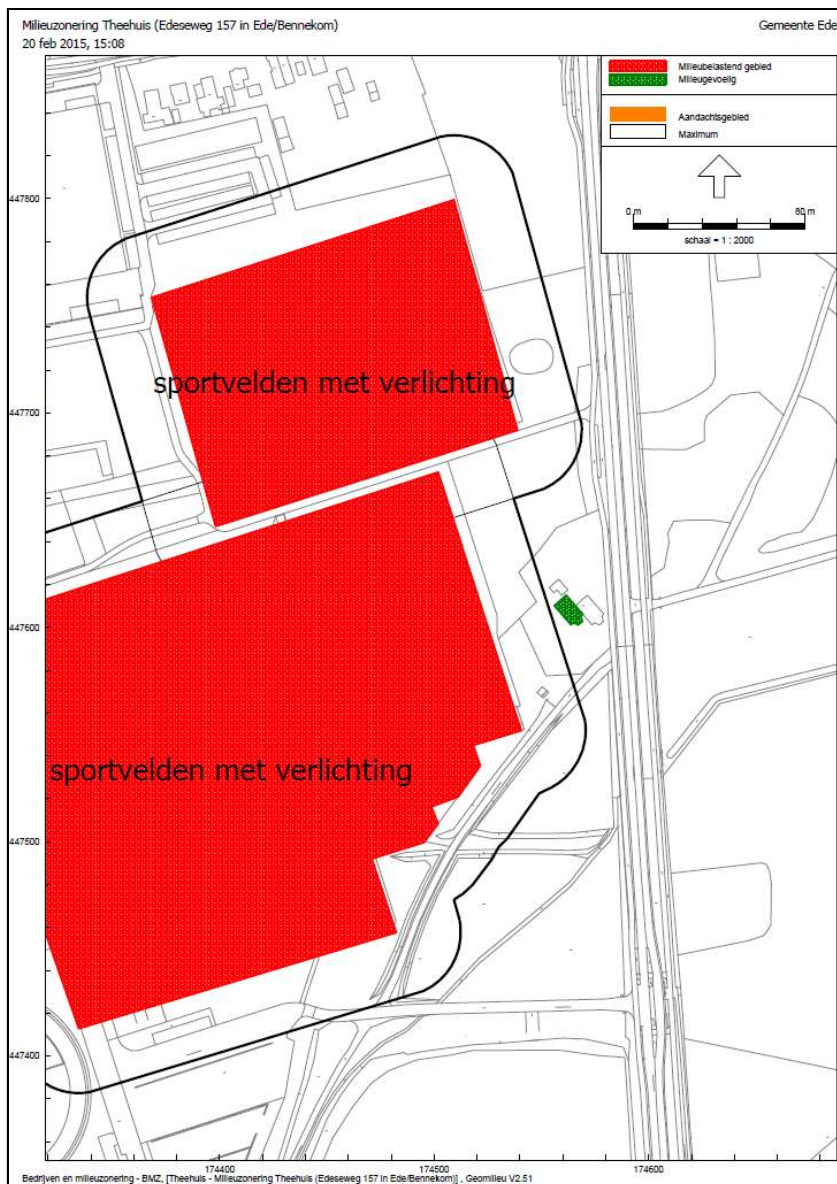 Milieuzonering Theehuis (Edeseweg 157 in Ede/Bennekom)
Gemeente Ede
20 feb 2015, 15:08
Milieubelastend gebied
Milieugevoelig
Aandachtsgebied
Maximum
0 m
80 m
schaal = 1 : 2000
447800
sportvelden met verlichting
447700
447600
sportvelden met verlichting
447500
447400
174400
174500
174600
Bedrijven en milieuzonering - BMZ, [Theehuis - Milieuzonering Theehuis (Edeseweg 157 in Ede/Bennekom)] , Geomilieu V2.51